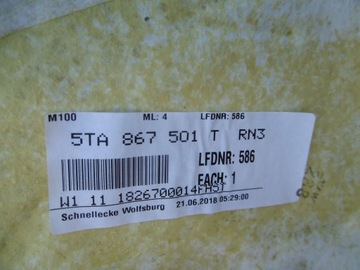 M100 ML: 4 LFDNR: 586
5TA 867 501 T RN3
LFDNR: 586
EACH: 1
W1 11 1826700014FHST
Schnellecke Wolfsburg 21.06.2018 05:29:00